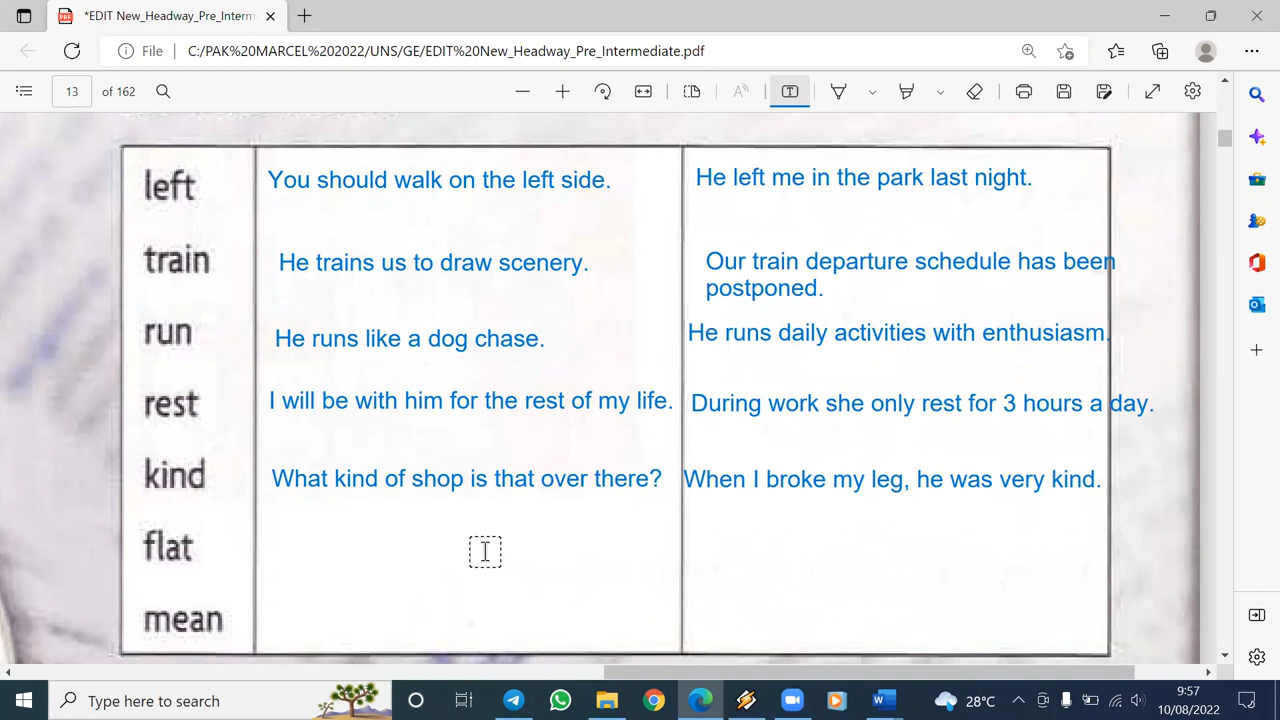 *EDIT New_Headway_Pre_Intermed
File C:/PAK%20MARCEL%202022/UNS/GE/EDIT%20New_Headway_Pre_Intermediate.pdf
13 of 162
left You should walk on the left side. He left me in the park last night.
train He trains us to draw scenery. Our train departure schedule has been
postponed.
run He runs like a dog chase. He runs daily activities with enthusiasm.
rest I will be with him for the rest of my life. During work she only rest for 3 hours a day.
kind What kind of shop is that over there? When I broke my leg, he was very kind.
flat
mean
Type here to search
28°C
9:57
10/08/2022